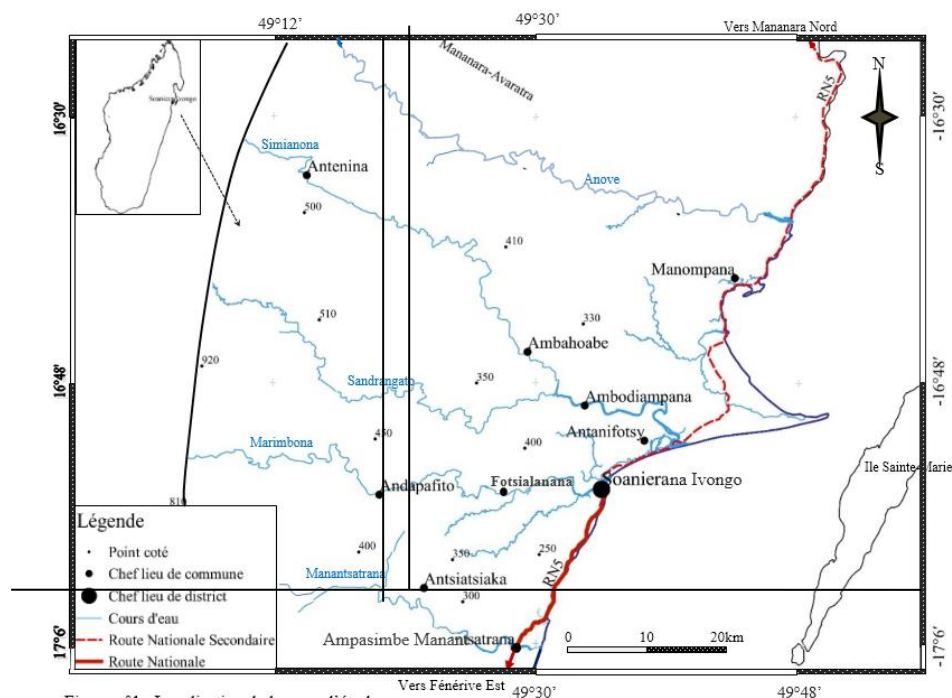 49°12'
49°30'
Vers Mananara Nord
Mananara-Avaratra
RN5
N
S
16°30'
-16°30'
Simianona
Antenina
500
Anove
410
Manompana
510
330
Ambahoabe
920
16°48'
-16°48'
Sandrangato
350
Ambodiampana
Antanifotsy
Marimbona
450
400
Ile Sainte-Marie
Andapafito
Fotsialanana
Soanierana Ivongo
810
Légende
Point coté
Chef lieu de commune
Chef lieu de district
Cours d'eau
Route Nationale Secondaire
Route Nationale
400
350
250
Manantsatrana
Antsiatsiaka
300
RN5
Ampasimbe Manantsatrana
0 10 20km
17°6'
-17°6'
Vers Fénérive Est
49°30'
49°48'